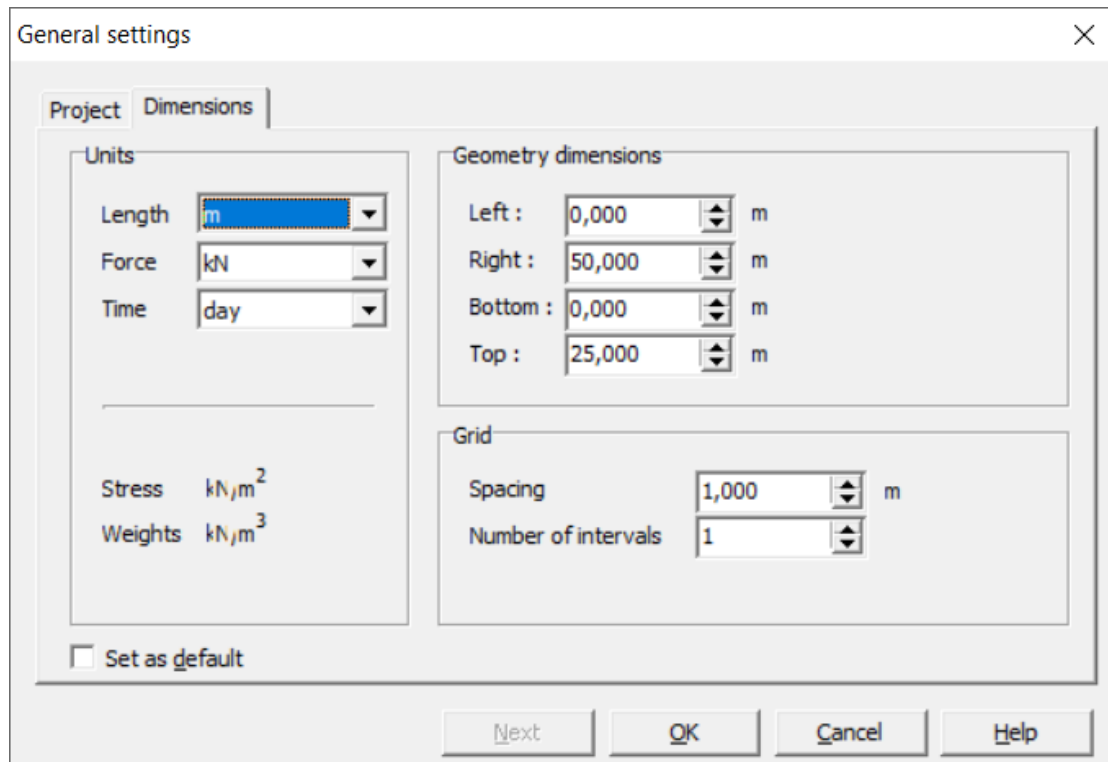 General settings
Project
Dimensions
Units
Length m
Force kN
Time day
Stress kN/m²
Weights kN/m³
Set as default
Geometry dimensions
Left : 0,000 m
Right : 50,000 m
Bottom : 0,000 m
Top : 25,000 m
Grid
Spacing 1,000 m
Number of intervals 1
Next
OK
Cancel
Help